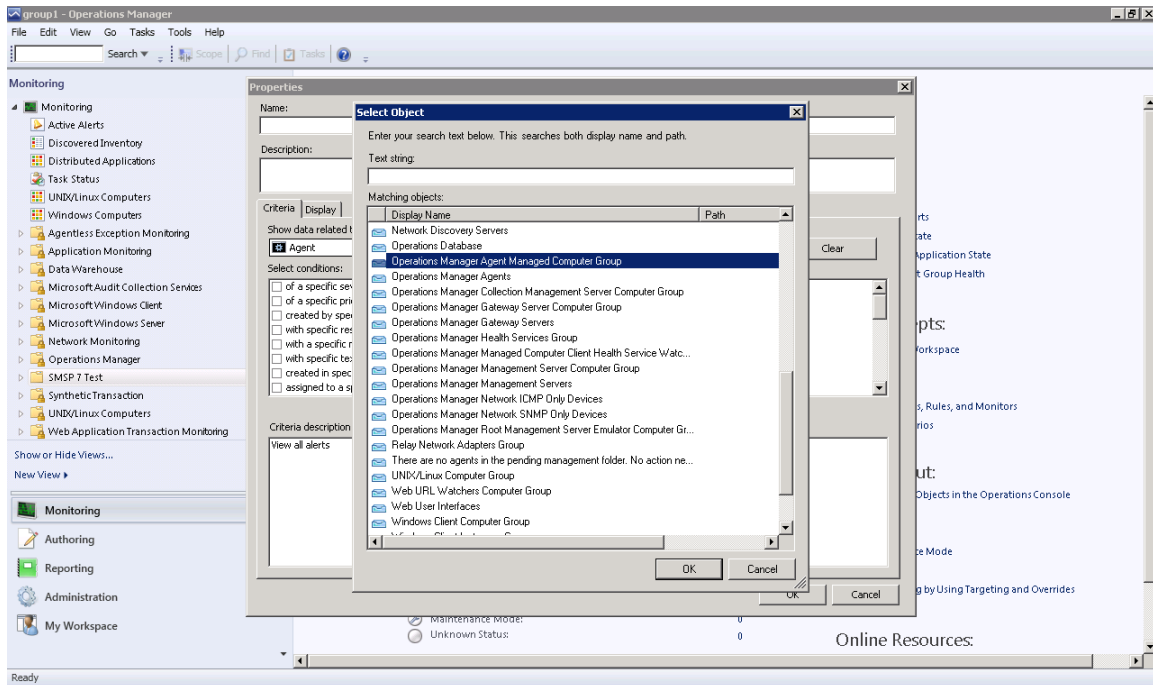 group1 - Operations Manager
File Edit View Go Tasks Tools Help
Search Scope Find Tasks
Monitoring
Monitoring
Active Alerts
Discovered Inventory
Distributed Applications
Task Status
UNIX/Linux Computers
Windows Computers
Agentless Exception Monitoring
Application Monitoring
Data Warehouse
Microsoft Audit Collection Services
Microsoft Windows Client
Microsoft Windows Server
Network Monitoring
Operations Manager
SMSP 7 Test
Synthetic Transaction
UNIX/Linux Computers
Web Application Transaction Monitoring
Show or Hide Views...
New View
Monitoring
Authoring
Reporting
Administration
My Workspace
Properties
Name:
Description:
Criteria Display
Show data related t
Agent
Clear
Select conditions:
of a specific sev
of a specific pri
created by spe
with specific res
with a specific r
with specific te
created in spec
assigned to a s
Criteria description
View all alerts
OK Cancel
Select Object
Enter your search text below. This searches both display name and path.
Text string:
Matching objects:
Display Name Path
Network Discovery Servers
Operations Database
Operations Manager Agent Managed Computer Group
Operations Manager Agents
Operations Manager Collection Management Server Computer Group
Operations Manager Gateway Server Computer Group
Operations Manager Gateway Servers
Operations Manager Health Services Group
Operations Manager Managed Computer Client Health Service Watc...
Operations Manager Management Server Computer Group
Operations Manager Management Servers
Operations Manager Network ICMP Only Devices
Operations Manager Network SNMP Only Devices
Operations Manager Root Management Server Emulator Computer Gr...
Relay Network Adapters Group
There are no agents in the pending management folder. No action ne...
UNIX/Linux Computer Group
Web URL Watchers Computer Group
Web User Interfaces
Windows Client Computer Group
OK Cancel
rts
tate
Application State
t Group Health
pts:
Workspace
s, Rules, and Monitors
rios
ut:
Objects in the Operations Console
ce Mode
g by Using Targeting and Overrides
Maintenance Mode: 0
Unknown Status: 0
Online Resources:
Ready